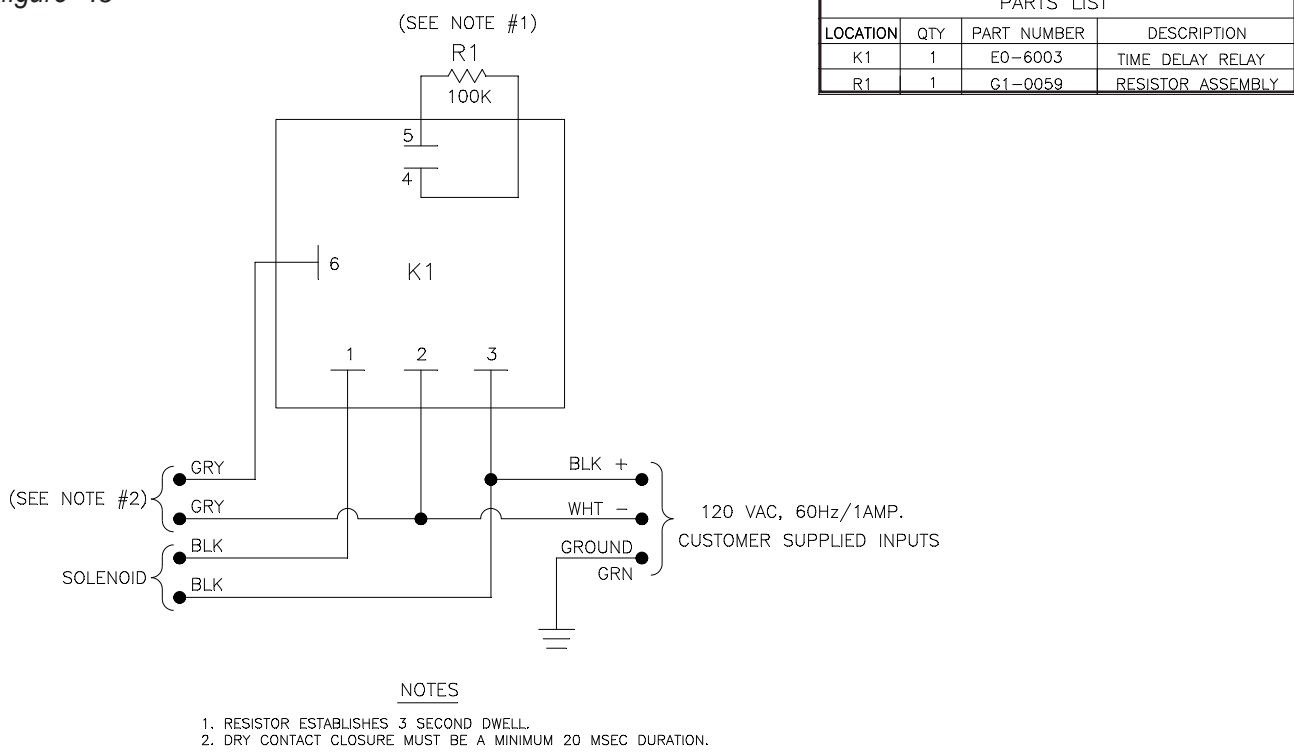 figure 48
(SEE NOTE #1)
R1
100K
PARTS LIST
LOCATION QTY PART NUMBER DESCRIPTION
K1 1 E0-6003 TIME DELAY RELAY
R1 1 G1-0059 RESISTOR ASSEMBLY
5
4
6
K1
1 2 3
GRY
BLK +
(SEE NOTE #2)
GRY
WHT -
120 VAC, 60Hz/1AMP.
CUSTOMER SUPPLIED INPUTS
BLK
GROUND
GRN
SOLENOID
BLK
NOTES
1. RESISTOR ESTABLISHES 3 SECOND DWELL.
2. DRY CONTACT CLOSURE MUST BE A MINIMUM 20 MSEC DURATION.